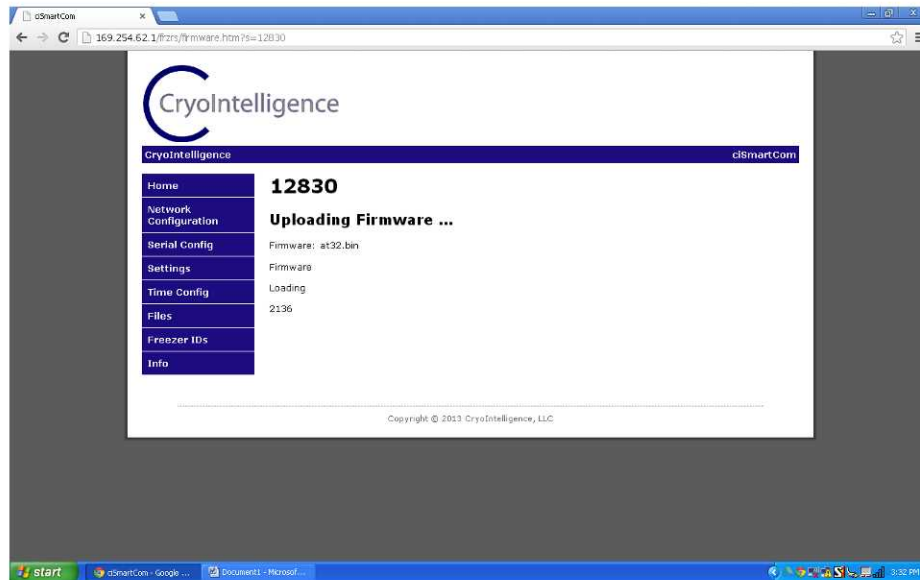 ciSmartCom
169.254.62.1/frzrs/firmware.htm?s=12830
CryoIntelligence
CryoIntelligence
ciSmartCom
Home
Network
Configuration
Serial Config
Settings
Time Config
Files
Freezer IDs
Info
12830
Uploading Firmware ...
Firmware: at32.bin
Firmware
Loading
2136
Copyright © 2013 CryoIntelligence, LLC
start
ciSmartCom - Google ...
Document1 - Microsof...
3:32 PM